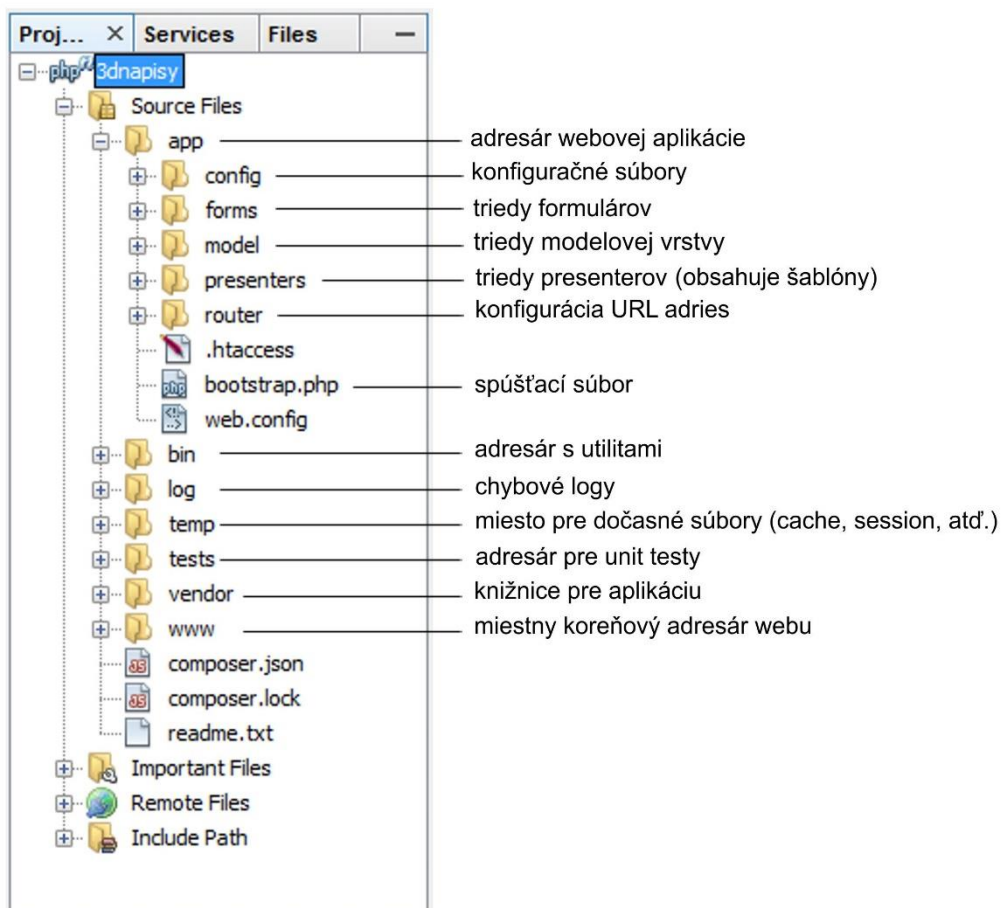 Proj... Services Files
php 3dnapisy
Source Files
app adresár webovej aplikácie
config konfiguračné súbory
forms triedy formulárov
model triedy modelovej vrstvy
presenters triedy presenterov (obsahuje šablóny)
router konfigurácia URL adries
.htaccess
bootstrap.php spúšťací súbor
web.config
bin adresár s utilitami
log chybové logy
temp miesto pre dočasné súbory (cache, session, atď.)
tests adresár pre unit testy
vendor knižnice pre aplikáciu
www miestny koreňový adresár webu
composer.json
composer.lock
readme.txt
Important Files
Remote Files
Include Path